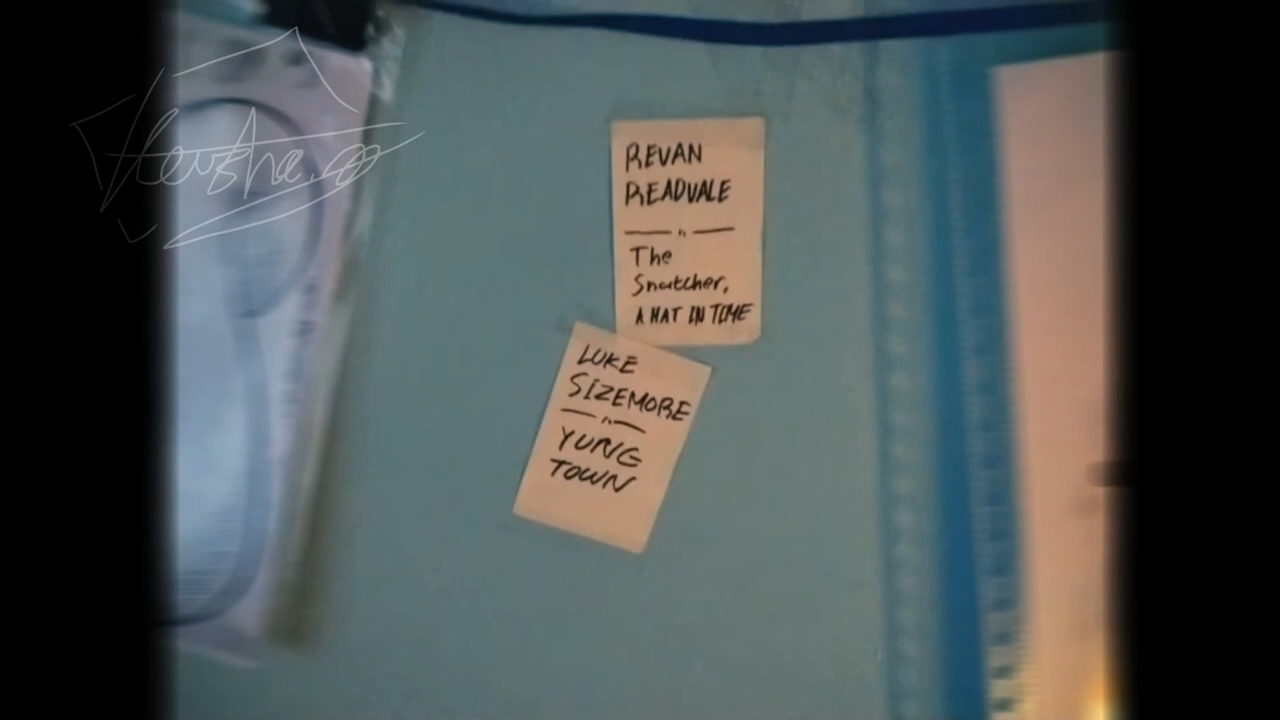 REVAN
READVALE
The
Snatcher,
A HAT IN TIME
LUKE
SIZEMORE
YUNG
TOWN